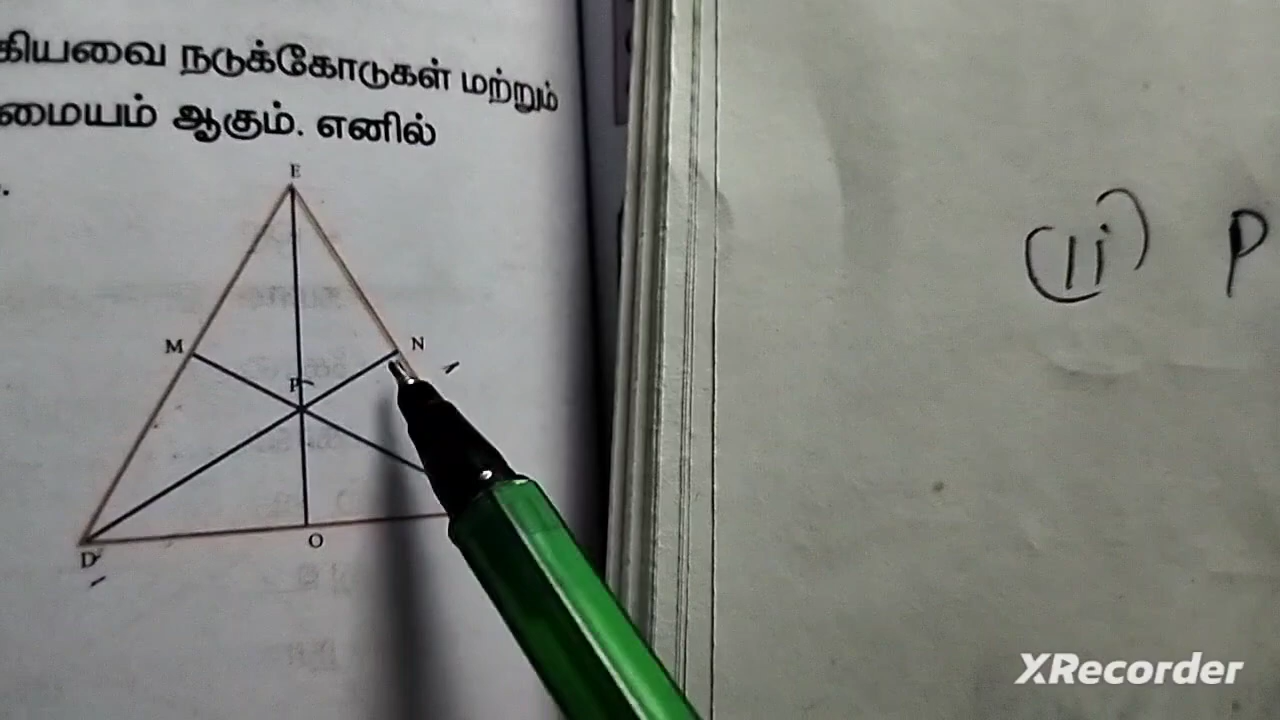 கியவை நடுக்கோடுகள் மற்றும்
மையம் ஆகும். எனில்
E
M
N
P
D
O
(ii) P
XRecorder